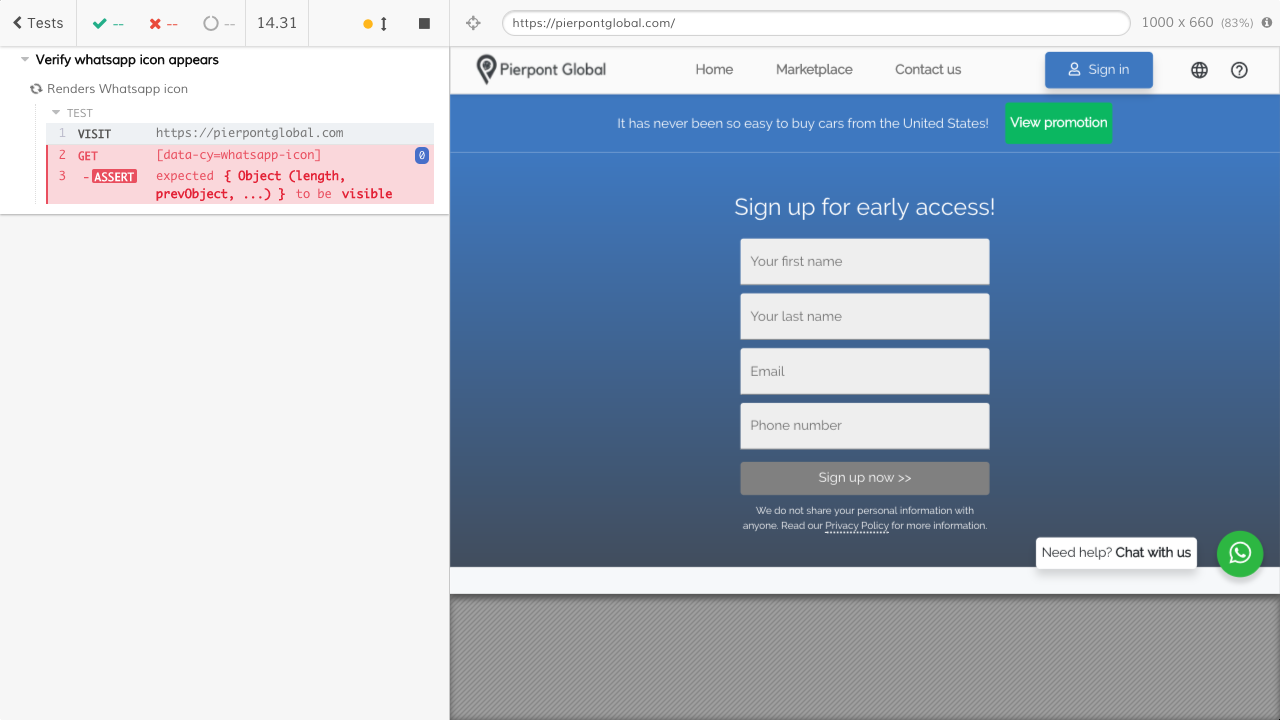 Tests
--
--
--
14.31
https://pierpontglobal.com/
1000 x 660 (83%)
Verify whatsapp icon appears
Renders Whatsapp icon
TEST
1 VISIT https://pierpontglobal.com
2 GET [data-cy=whatsapp-icon] 0
3 -ASSERT expected { Object (length,
prevObject, ...) } to be visible
Pierpont Global
Home
Marketplace
Contact us
Sign in
It has never been so easy to buy cars from the United States!
View promotion
Sign up for early access!
Your first name
Your last name
Email
Phone number
Sign up now >>
We do not share your personal information with
anyone. Read our Privacy Policy for more information.
Need help? Chat with us